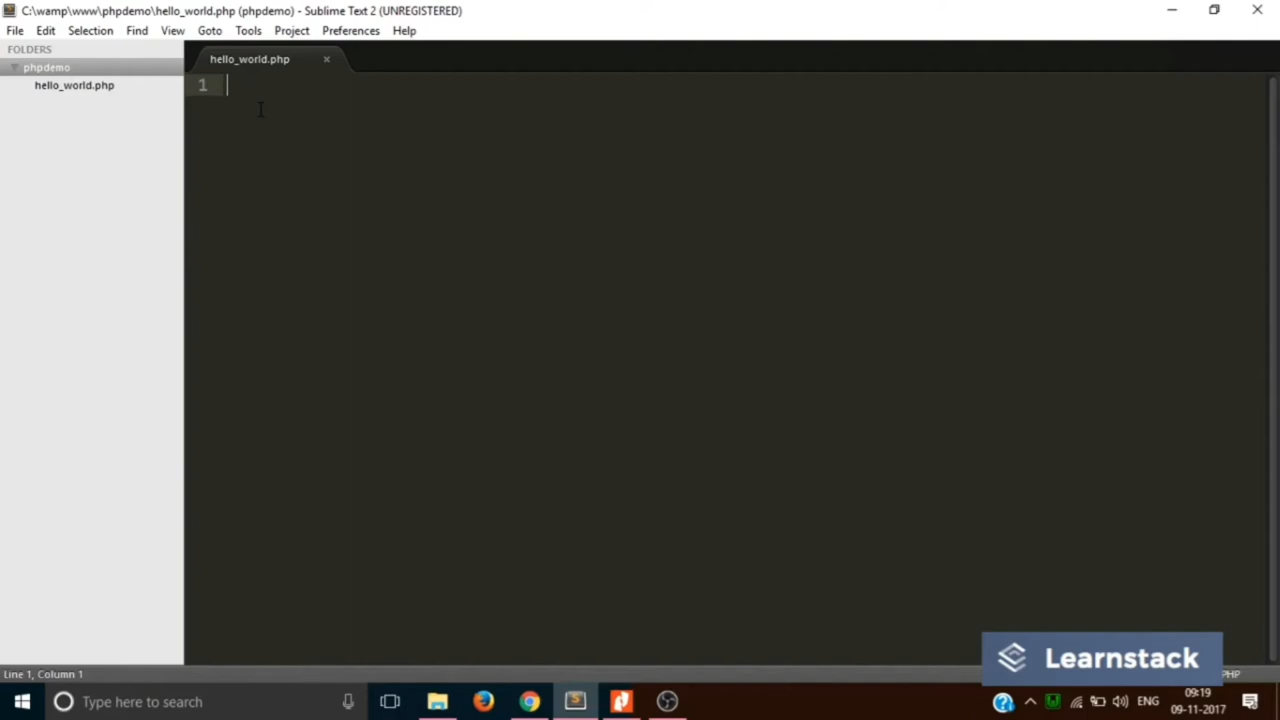 C:\wamp\www\phpdemo\hello_world.php (phpdemo) - Sublime Text 2 (UNREGISTERED)
File Edit Selection Find View Goto Tools Project Preferences Help
FOLDERS
phpdemo
hello_world.php
hello_world.php ×
1
Learnstack
Line 1, Column 1
PHP
Type here to search
ENG
09:19
09-11-2017